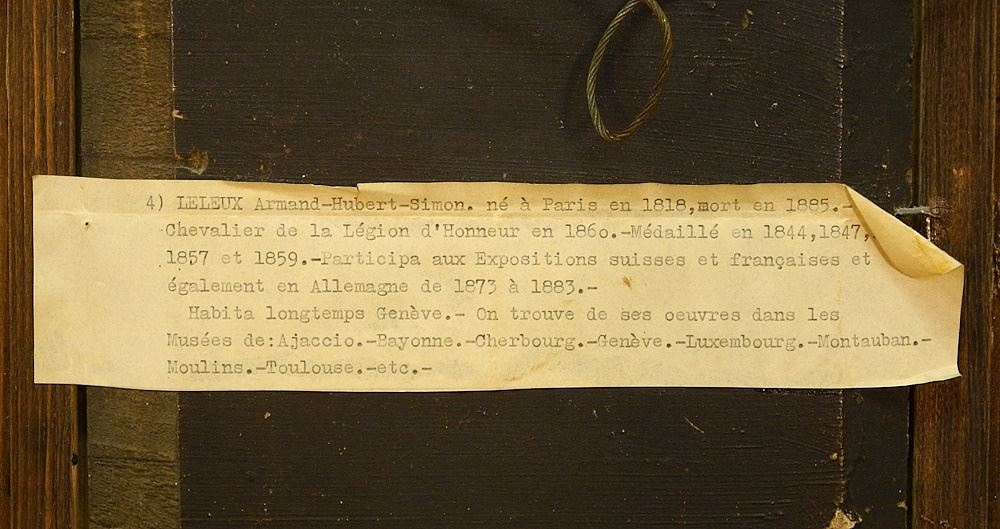 4) LELEUX Armand-Hubert-Simon. né à Paris en 1818,mort en 1885.-
Chevalier de la Légion d'Honneur en 1860.-Médaillé en 1844,1847,
1857 et 1859.-Participa aux Expositions suisses et françaises et
également en Allemagne de 1873 à 1883.-
Habita longtemps Genève.- On trouve de ses oeuvres dans les
Musées de:Ajaccio.-Bayonne.-Cherbourg.-Genève.-Luxembourg.-Montauban.-
Moulins.-Toulouse.-etc.-